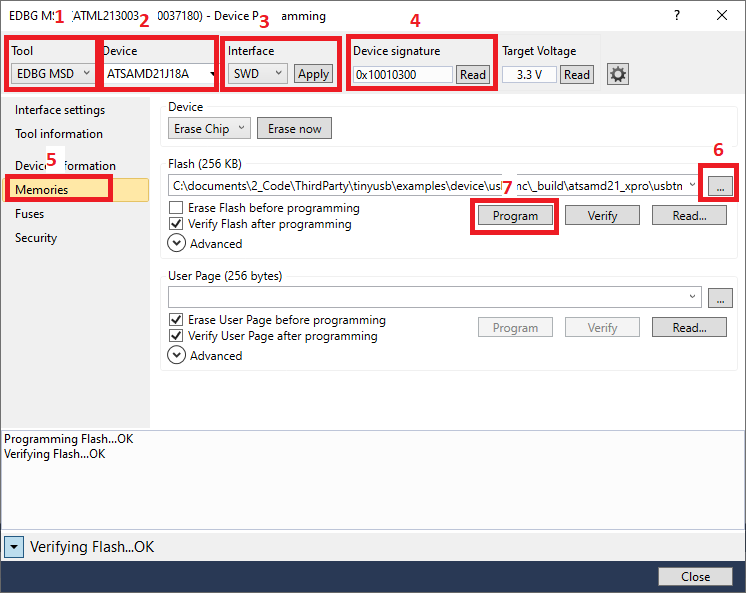 EDBG MS 1 (ATML213003 2 0037180) - Device P 3 amming
4
Tool
Device
Interface
Device signature
Target Voltage
EDBG MSD
ATSAMD21J18A
SWD
Apply
0x10010300
Read
3.3 V
Read
Interface settings
Tool information
Device information
5
Memories
Fuses
Security
Device
Erase Chip
Erase now
Flash (256 KB)
6
C:\documents\2_Code\ThirdParty\tinyusb\examples\device\us 7 mc\_build\atsamd21_xpro\usbtm
...
Erase Flash before programming
Verify Flash after programming
Program
Verify
Read...
Advanced
User Page (256 bytes)
...
Erase User Page before programming
Verify User Page after programming
Program
Verify
Read...
Advanced
Programming Flash...OK
Verifying Flash...OK
Verifying Flash...OK
Close